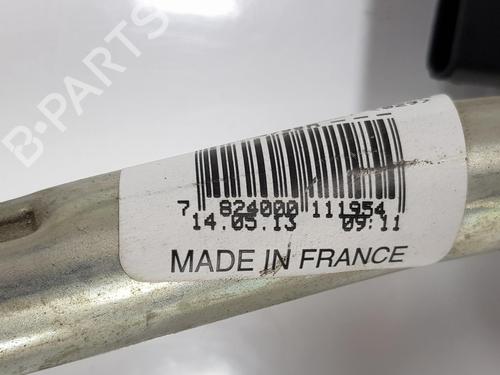 B-PARTS
7 824000 111954
14.05.13 09:11
MADE IN FRANCE